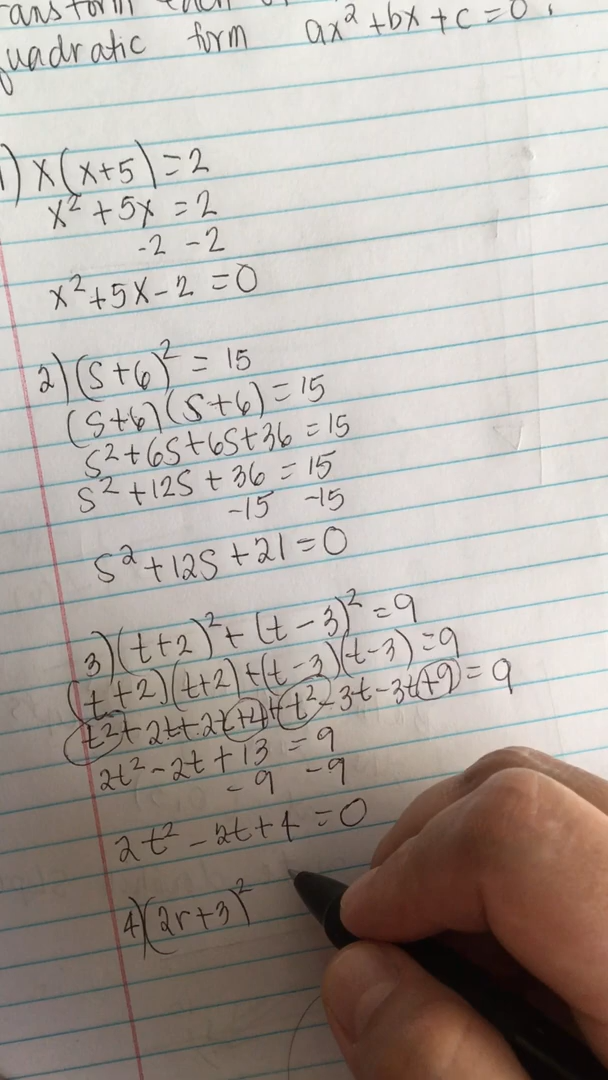 quadratic form ax² + bx + c = 0,
1) x(x+5) = 2
x² + 5x = 2
-2 -2
x² + 5x - 2 = 0
2) (s+6)² = 15
(s+6)(s+6) = 15
s² + 6s + 6s + 36 = 15
s² + 12s + 36 = 15
-15 -15
s² + 12s + 21 = 0
3) (t+2)² + (t-3)² = 9
(t+2)(t+2) + (t-3)(t-3) = 9
t² + 2t + 2t + 4 + t² - 3t - 3t + 9 = 9
2t² - 2t + 13 = 9
-9 -9
2t² - 2t + 4 = 0
4) (2r+3)²